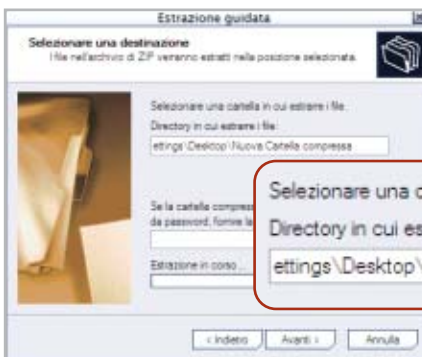 Estrazione guidata
Selezionare una destinazione
I file nell'archivio di ZIP verranno estratti nella posizione selezionata.
Selezionare una cartella in cui estrarre i file.
Directory in cui estrarre i file:
ettings\Desktop\Nuova Cartella compressa
Se la cartella compres
da password, fornire la
Estrazione in corso...
Selezionare una c
Directory in cui es
ettings\Desktop\
< Indietro
Avanti >
Annulla